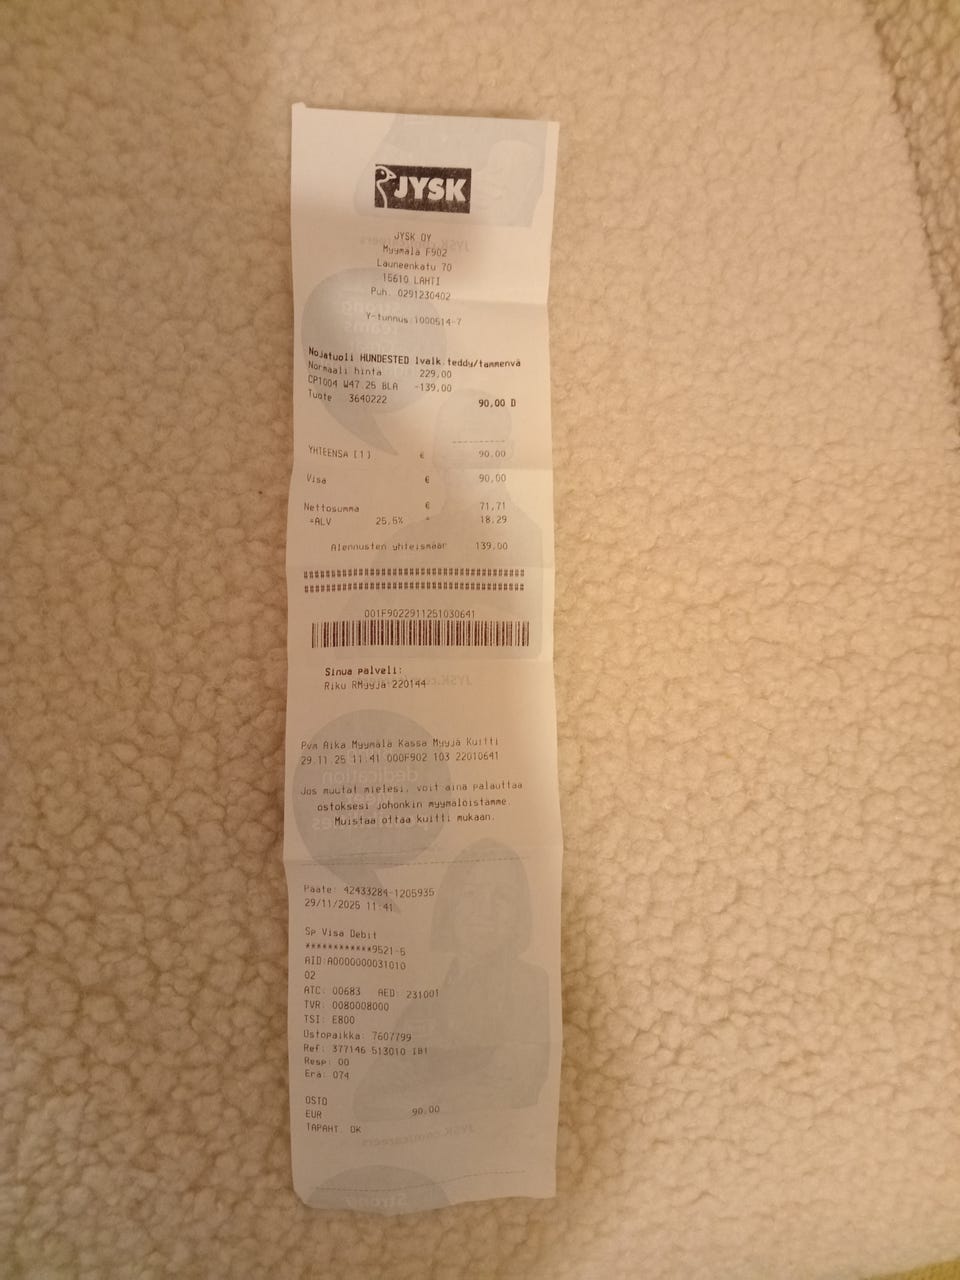 JYSK
JYSK OY
Myymälä F902
Launeenkatu 70
15610 LAHTI
Puh. 0291230402
Y-tunnus:1000514-7
Nojatuoli HUNDESTED lvalk.teddy/tammenvä
Normaali hinta 229,00
CP1004 W47.25 BLA -139,00
Tuote 3640222 90,00 D
YHTEENSÄ [1] € 90,00
Visa € 90,00
Nettosumma € 71,71
=ALV 25,5% 18,29
Alennusten yhteismäär 139,00
001F9022911251030641
Sinua palveli:
Riku RMyyjä 220144
Pvm Aika Myymälä Kassa Myyjä Kuitti
29.11.25 11:41 000F902 103 22010641
Jos muutat mielesi, voit aina palauttaa
ostoksesi johonkin myymälöistämme.
Muistaa ottaa kuitti mukaan.
Pääte: 42433284-1205935
29/11/2025 11:41
Sp Visa Debit
************9521-5
AID:A0000000031010
02
ATC: 00683 AED: 231001
TVR: 0080008000
TSI: E800
Ostopaikka: 7607799
Ref: 377146 513010 IB1
Resp: 00
Erä: 074
OSTO
EUR 90.00
TAPAHT. OK